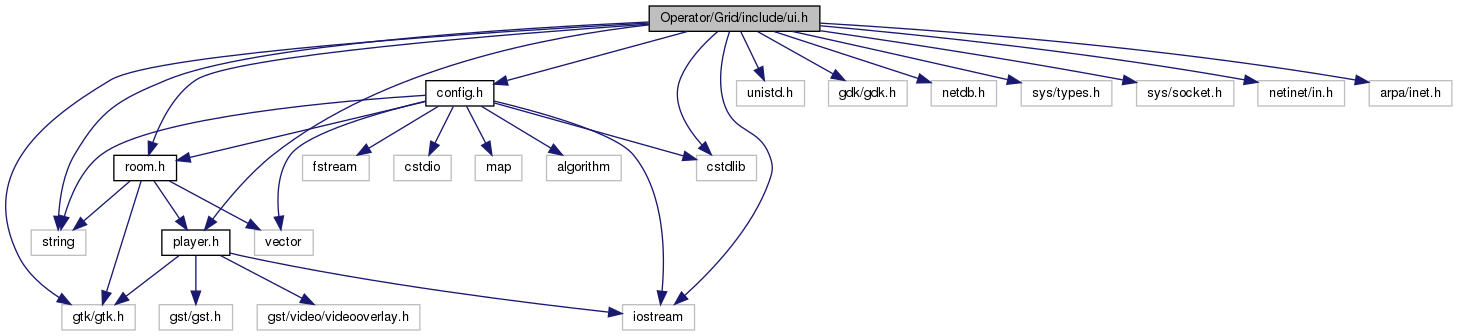 Operator/Grid/include/ui.h
config.h
unistd.h
gdk/gdk.h
netdb.h
sys/types.h
sys/socket.h
netinet/in.h
arpa/inet.h
room.h
fstream
cstdio
map
algorithm
cstdlib
string
player.h
vector
gtk/gtk.h
gst/gst.h
gst/video/videooverlay.h
iostream